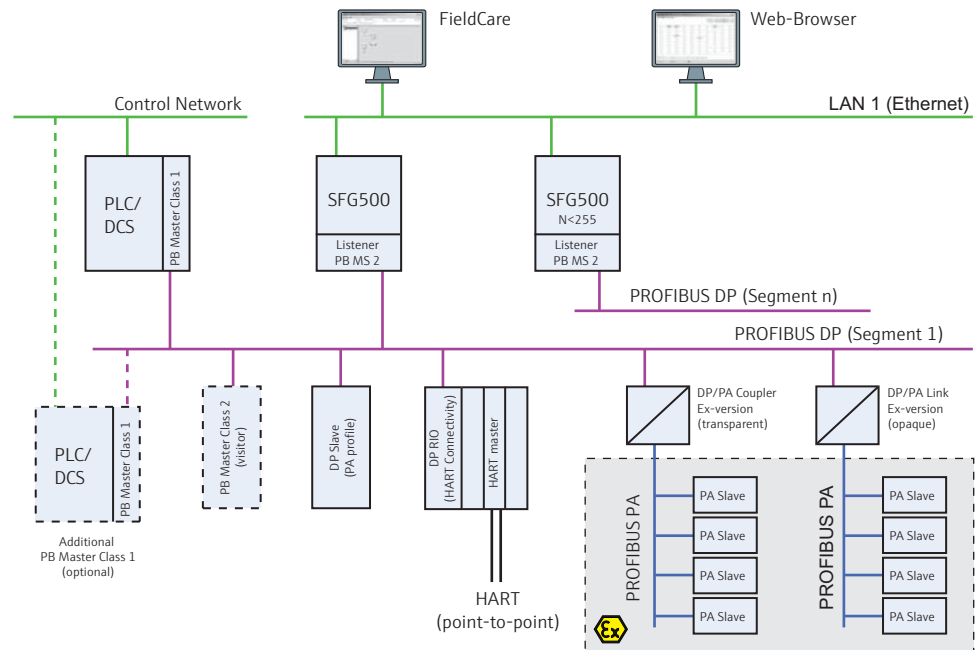 FieldCare
Web-Browser
Control Network
LAN 1 (Ethernet)
PLC/
DCS
PB Master Class 1
SFG500
Listener
PB MS 2
SFG500
N<255
Listener
PB MS 2
PROFIBUS DP (Segment n)
PROFIBUS DP (Segment 1)
PLC/
DCS
PB Master Class 1
Additional
PB Master Class 1
(optional)
PB Master Class 2
(visitor)
DP Slave
(PA profile)
DP RIO
(HART Connectivity)
HART master
HART
(point-to-point)
DP/PA Coupler
Ex-version
(transparent)
DP/PA Link
Ex-version
(opaque)
PROFIBUS PA
PA Slave
PA Slave
PA Slave
PA Slave
PROFIBUS PA
PA Slave
PA Slave
PA Slave
PA Slave
Ex